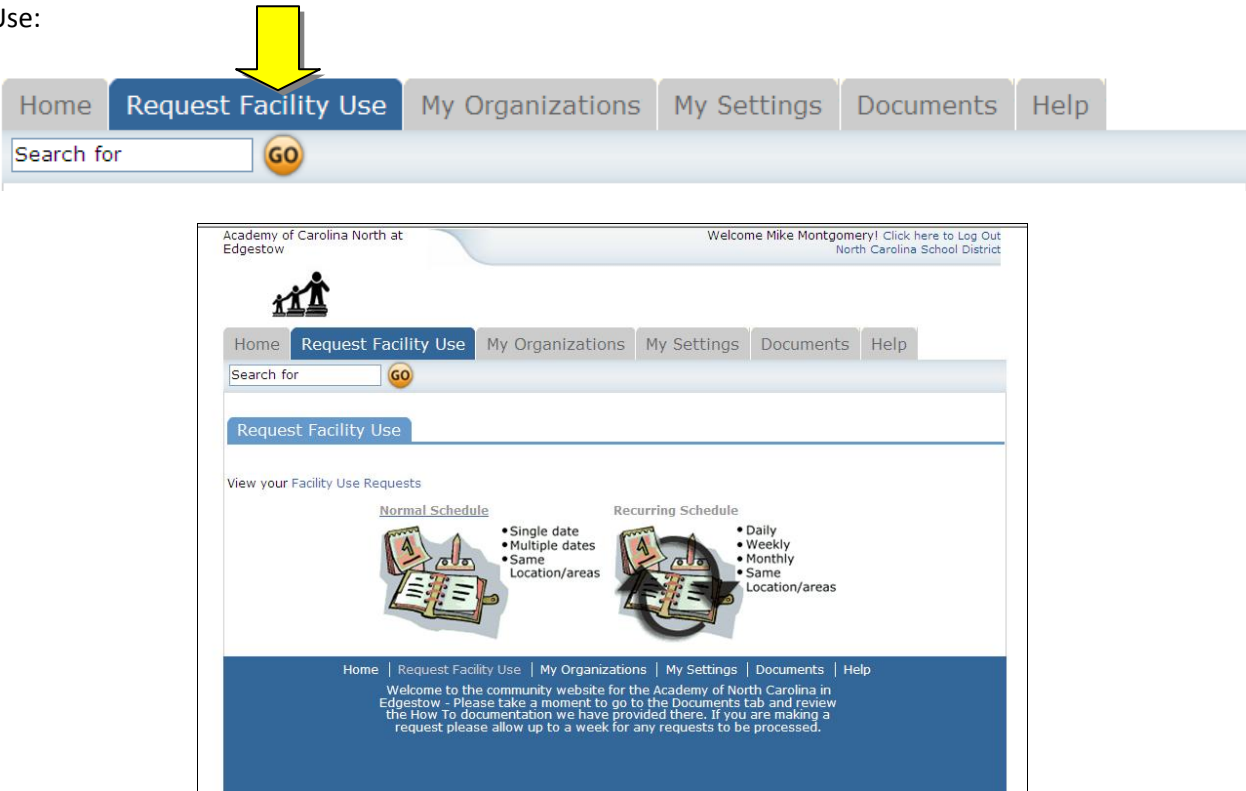 Use:
Home Request Facility Use My Organizations My Settings Documents Help
Search for GO
Academy of Carolina North at
Edgestow
Welcome Mike Montgomery! Click here to Log Out
North Carolina School District
Home Request Facility Use My Organizations My Settings Documents Help
Search for GO
Request Facility Use
View your Facility Use Requests
Normal Schedule
1
• Single date
• Multiple dates
• Same
Location/areas
Recurring Schedule
1
• Daily
• Weekly
• Monthly
• Same
Location/areas
Home | Request Facility Use | My Organizations | My Settings | Documents | Help
Welcome to the community website for the Academy of North Carolina in
Edgestow - Please take a moment to go to the Documents tab and review
the How To documentation we have provided there. If you are making a
request please allow up to a week for any requests to be processed.